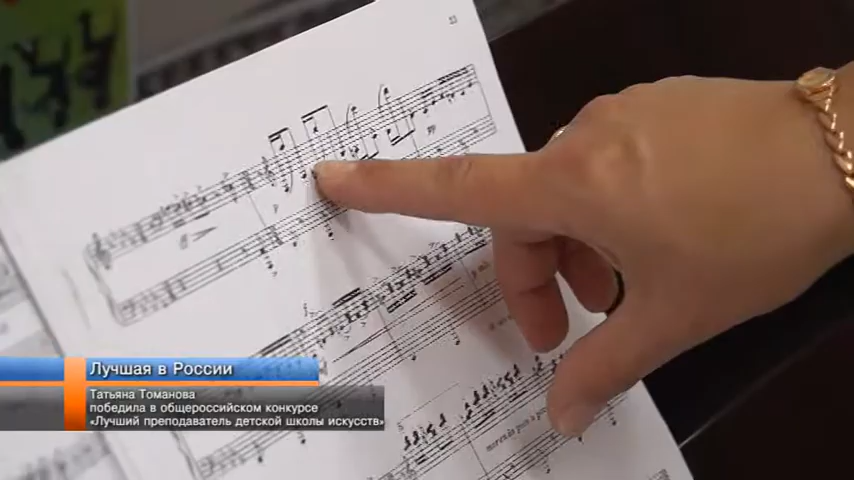 Лучшая в России
Татьяна Томанова
победила в общероссийском конкурсе
«Лучший преподаватель детской школы искусств»
p
p